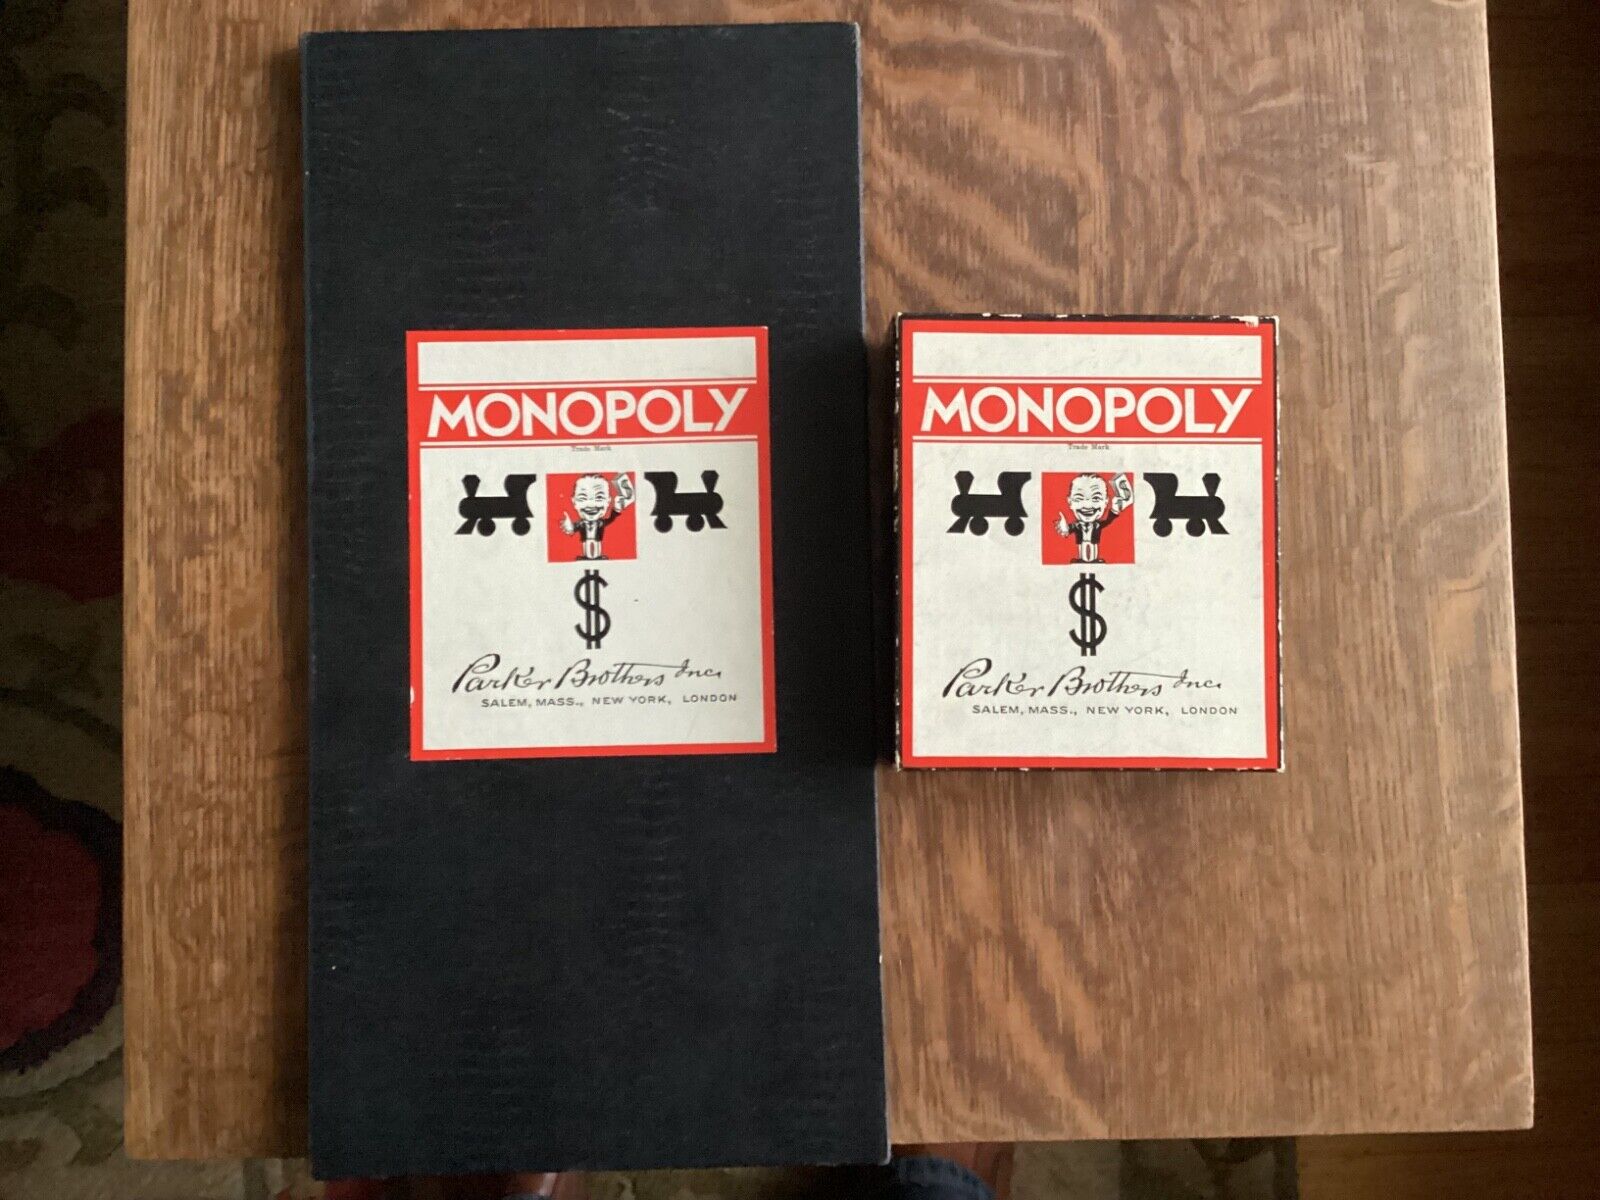 MONOPOLY
Trade Mark
$
Parker Brothers Inc.
SALEM, MASS., NEW YORK, LONDON
MONOPOLY
Trade Mark
$
Parker Brothers Inc.
SALEM, MASS., NEW YORK, LONDON